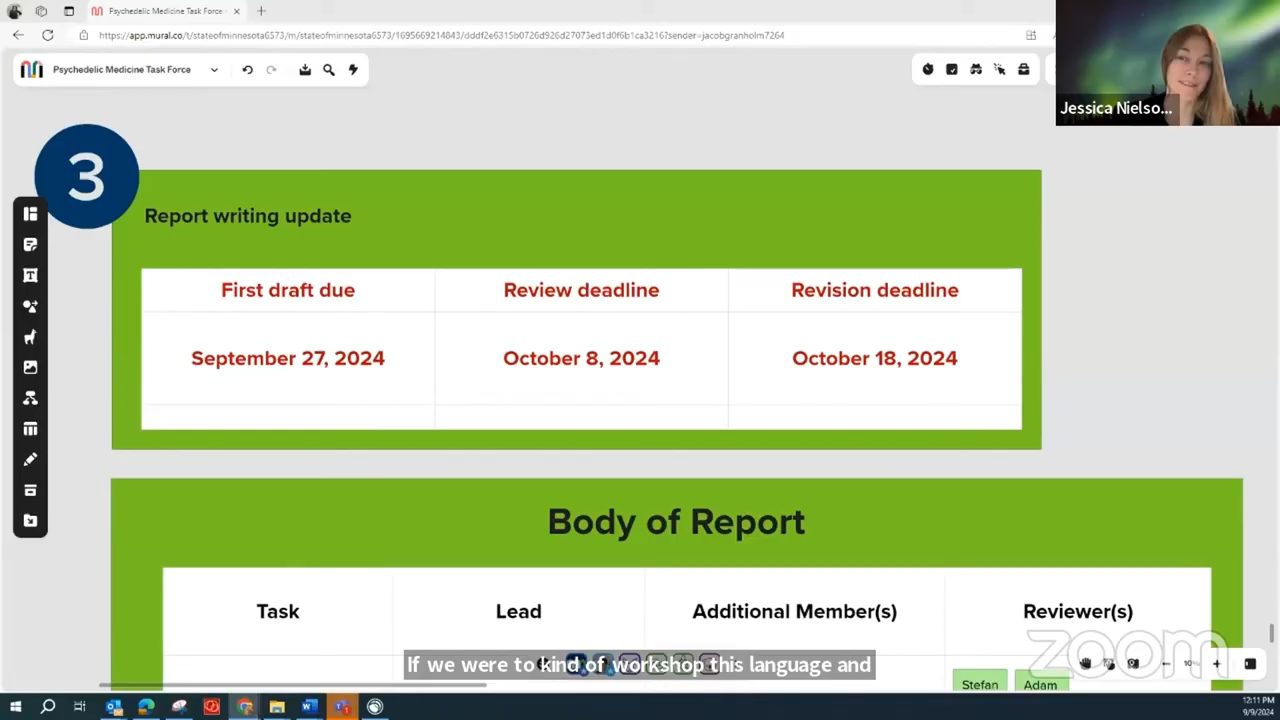 Psychedelic Medicine Task Force
https://app.mural.co/t/stateofminnesota6573/m/stateofminnesota6573/1695669214843/dddf2e6315b0726d926d27073ed1d0f6b1ca3216?sender=jacobgranholm7264
Psychedelic Medicine Task Force
Jessica Nielso...
3
Report writing update
First draft due
Review deadline
Revision deadline
September 27, 2024
October 8, 2024
October 18, 2024
Body of Report
Task
Lead
Additional Member(s)
Reviewer(s)
zoom
If we were to kind of workshop this language and
Stefan
Adam
12:11 PM
9/9/2024